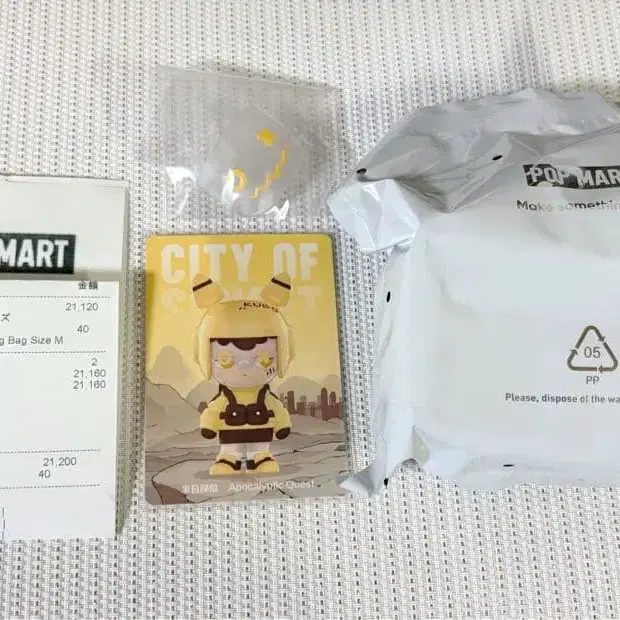 MART
金額
21,120
ズ
40
g Bag Size M
2
21,160
21,160
21,200
40
CITY OF
KUBO
末日探险 Apocalyptic Quest
POP MAR
Make somethin
05
PP
Please, dispose of the wa